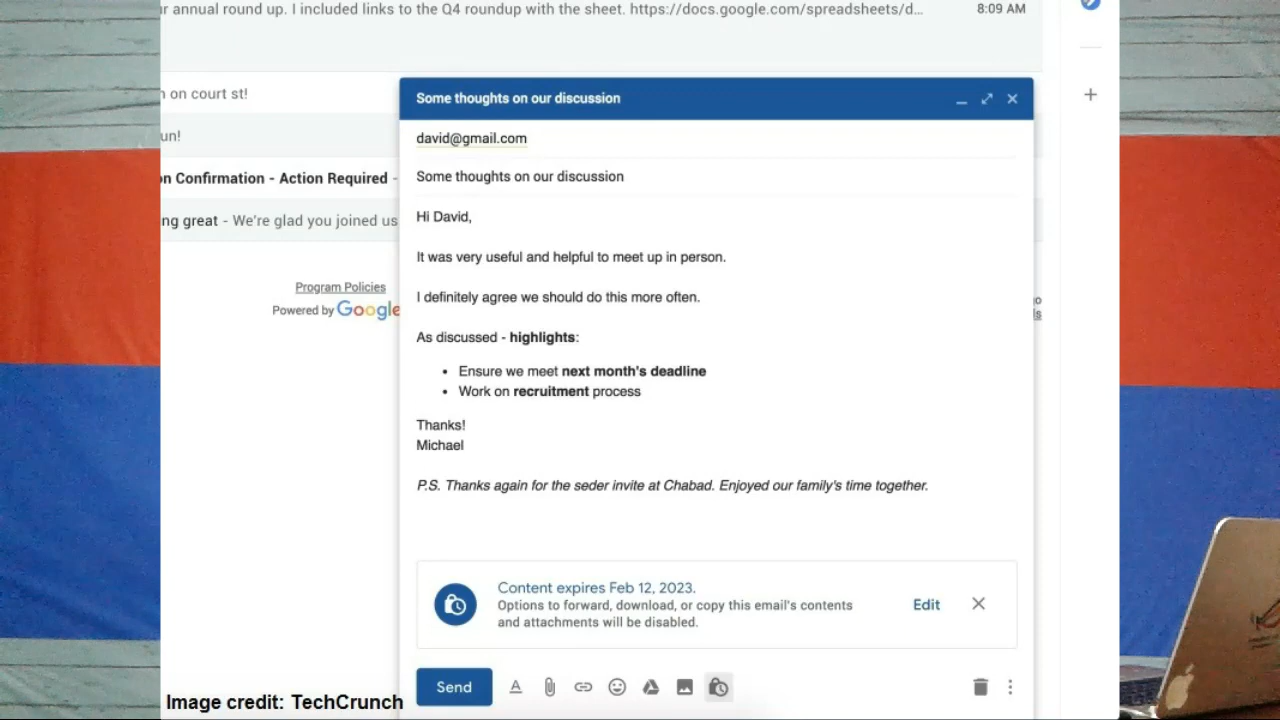 r annual round up. I included links to the Q4 roundup with the sheet. https://docs.google.com/spreadsheets/d… 8:09 AM
n on court st!
un!
n Confirmation - Action Required -
ng great - We're glad you joined us
Program Policies
Powered by Google
Some thoughts on our discussion
david@gmail.com
Some thoughts on our discussion
Hi David,
It was very useful and helpful to meet up in person.
I definitely agree we should do this more often.
As discussed - highlights:
• Ensure we meet next month's deadline
• Work on recruitment process
Thanks!
Michael
P.S. Thanks again for the seder invite at Chabad. Enjoyed our family's time together.
Content expires Feb 12, 2023.
Options to forward, download, or copy this email's contents
and attachments will be disabled.
Edit
Send
Image credit: TechCrunch